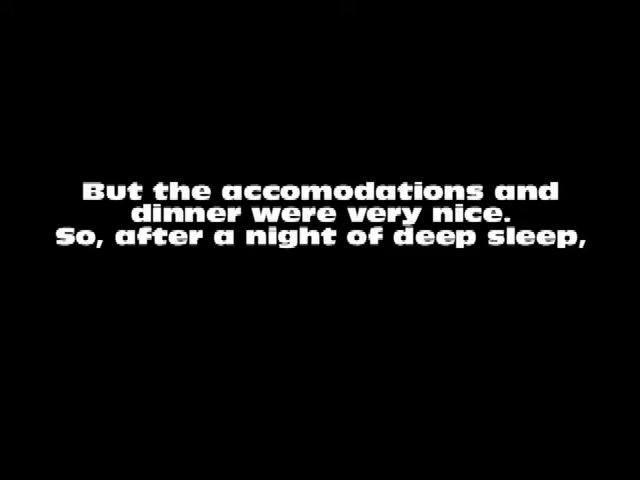 But the accomodations and
dinner were very nice.
So, after a night of deep sleep,